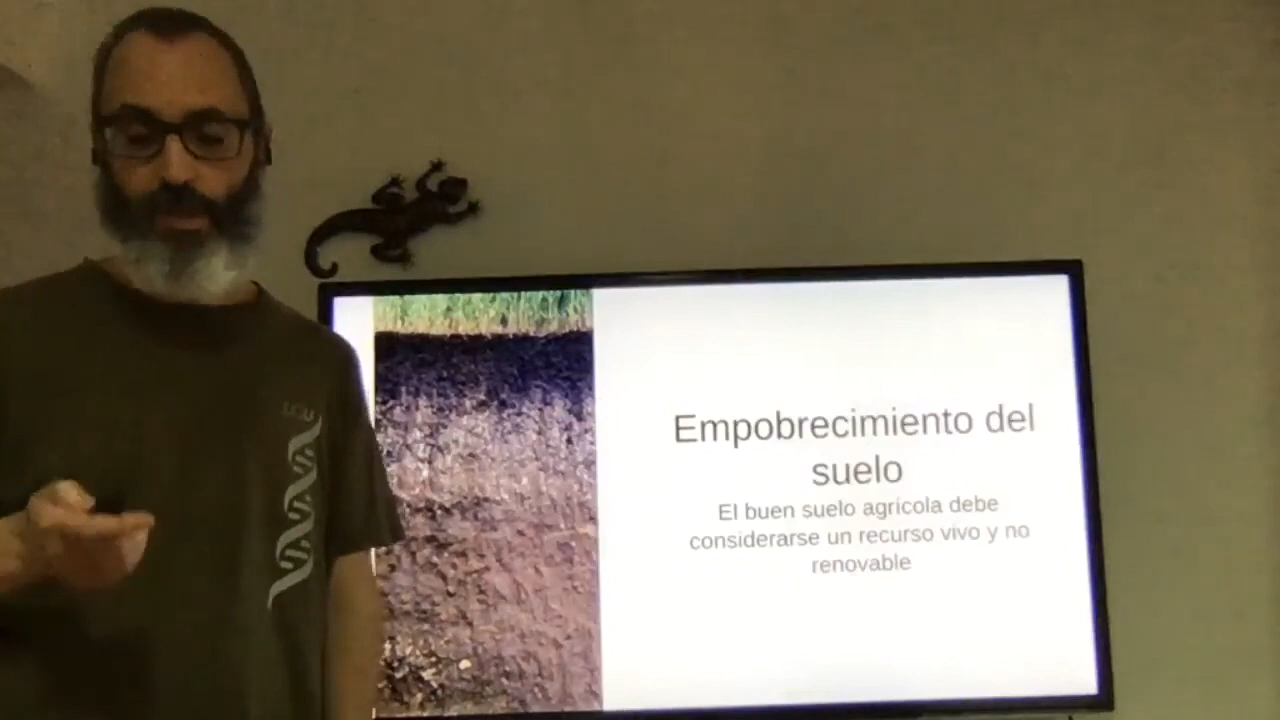 Empobrecimiento del
suelo
El buen suelo agrícola debe
considerarse un recurso vivo y no
renovable